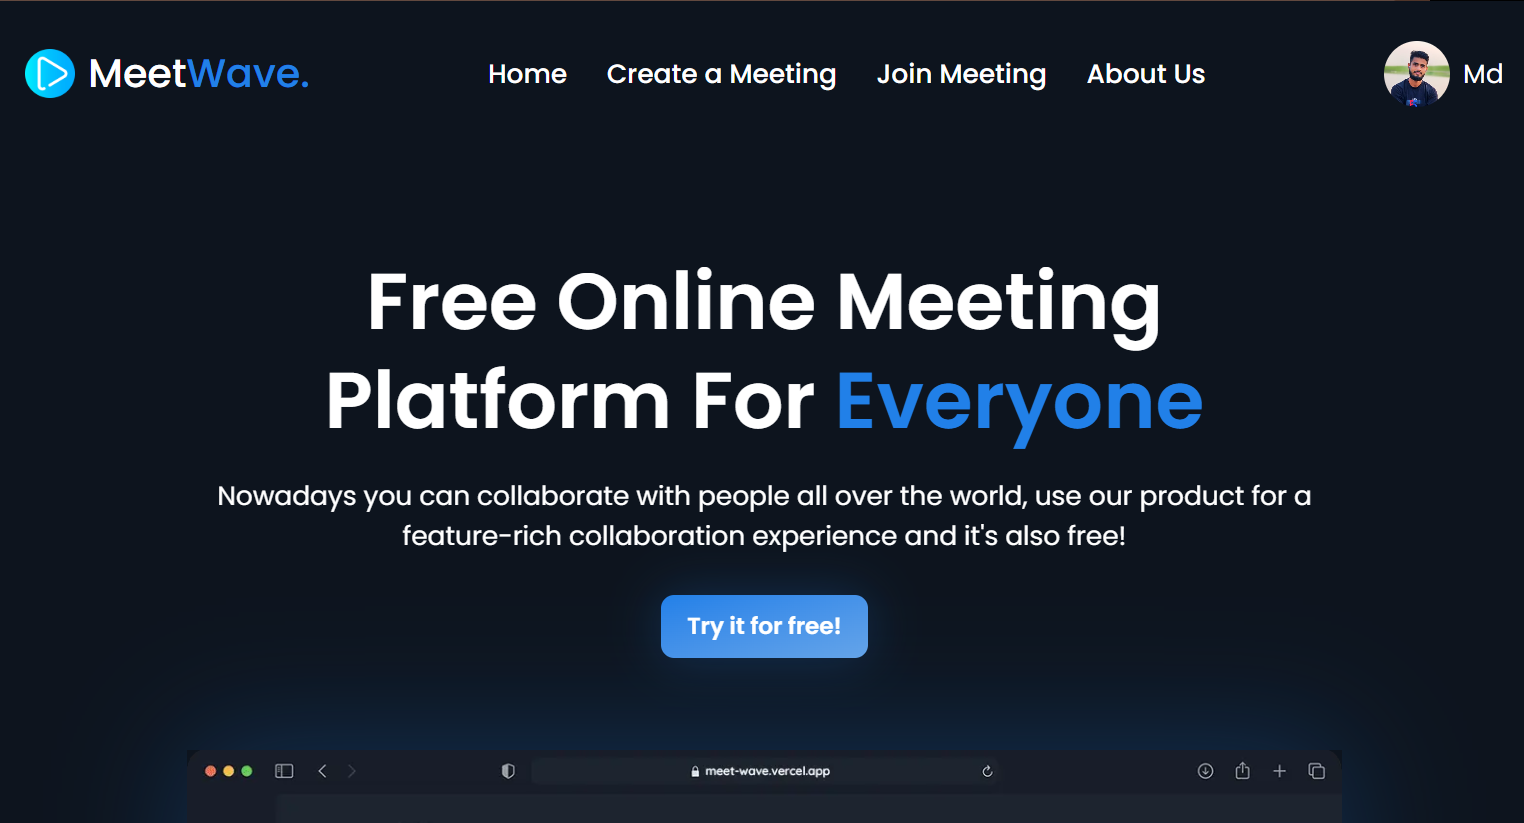 MeetWave.
Home
Create a Meeting
Join Meeting
About Us
Md
Free Online Meeting
Platform For Everyone
Nowadays you can collaborate with people all over the world, use our product for a
feature-rich collaboration experience and it's also free!
Try it for free!
meet-wave.vercel.app